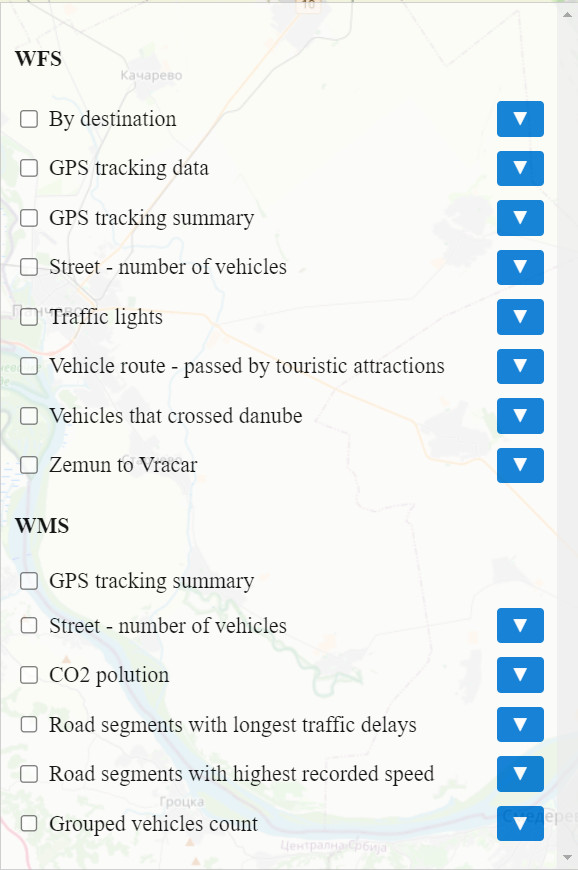 10
WFS
Качарево
By destination
GPS tracking data
GPS tracking summary
Street - number of vehicles
Traffic lights
Vehicle route - passed by touristic attractions
Vehicles that crossed danube
Zemun to Vracar
WMS
GPS tracking summary
Street - number of vehicles
CO2 polution
Road segments with longest traffic delays
Road segments with highest recorded speed
Гроцка
Grouped vehicles count
Централна Србија